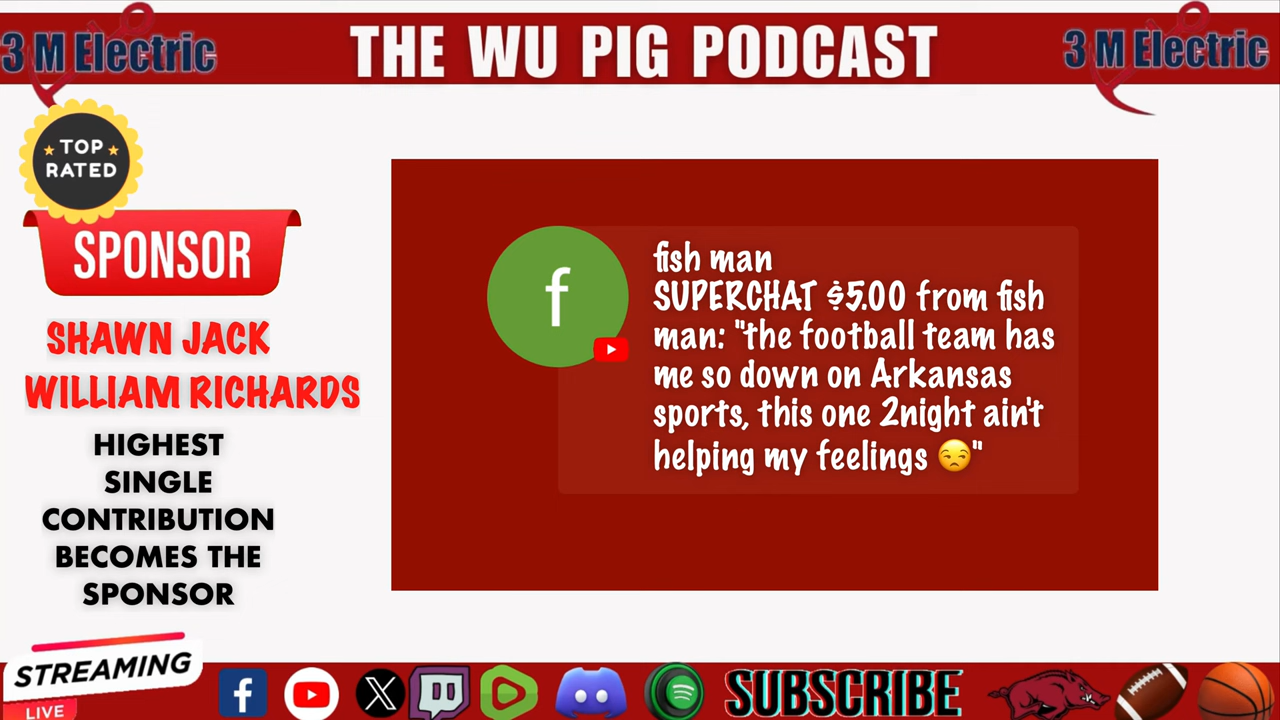 3 M Electric
THE WU PIG PODCAST
3 M Electric
TOP
RATED
SPONSOR
SHAWN JACK
WILLIAM RICHARDS
HIGHEST
SINGLE
CONTRIBUTION
BECOMES THE
SPONSOR
f
fish man
SUPERCHAT $5.00 from fish
man: "the football team has
me so down on Arkansas
sports, this one 2night ain't
helping my feelings 😒"
STREAMING
LIVE
SUBSCRIBE